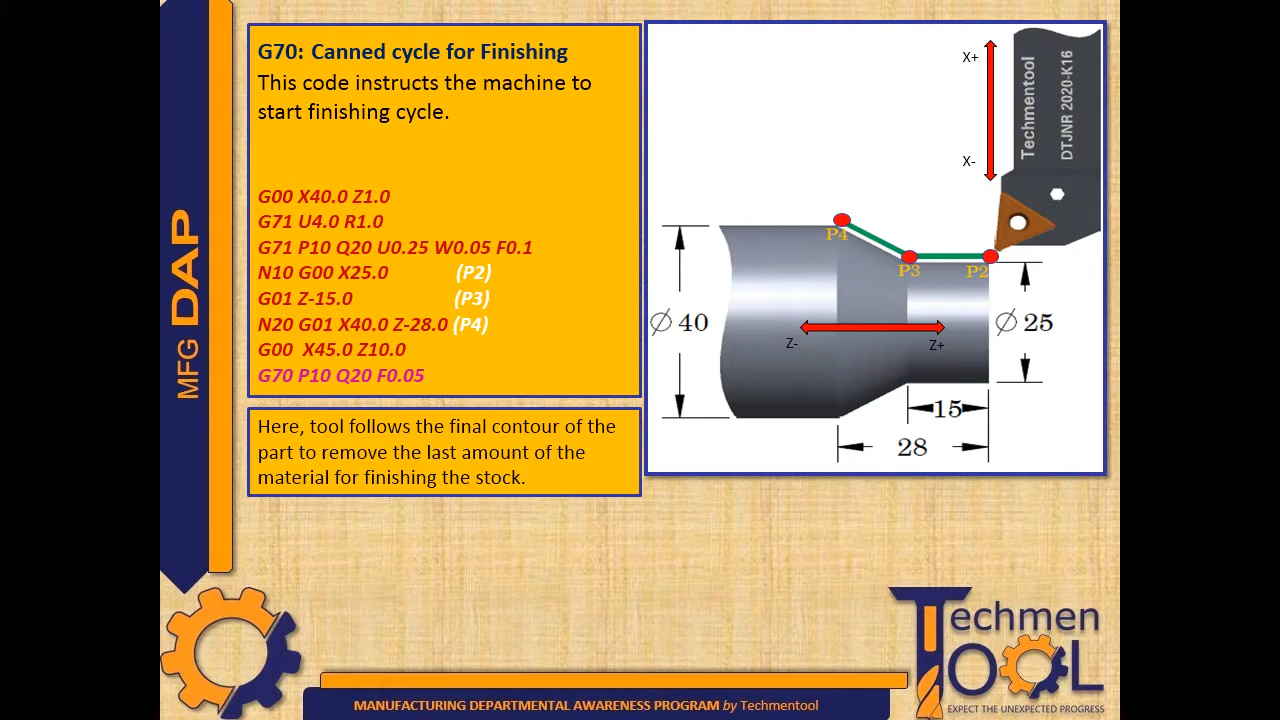 MFG DAP
G70: Canned cycle for Finishing
This code instructs the machine to
start finishing cycle.
G00 X40.0 Z1.0
G71 U4.0 R1.0
G71 P10 Q20 U0.25 W0.05 F0.1
N10 G00 X25.0 (P2)
G01 Z-15.0 (P3)
N20 G01 X40.0 Z-28.0 (P4)
G00 X45.0 Z10.0
G70 P10 Q20 F0.05
Here, tool follows the final contour of the
part to remove the last amount of the
material for finishing the stock.
X+
X-
Techmentool
DTJNR 2020-K16
P4
P3
P2
∅ 40
∅ 25
Z-
Z+
15
28
Techmen
TOOL
EXPECT THE UNEXPECTED PROGRESS
MANUFACTURING DEPARTMENTAL AWARENESS PROGRAM by Techmentool